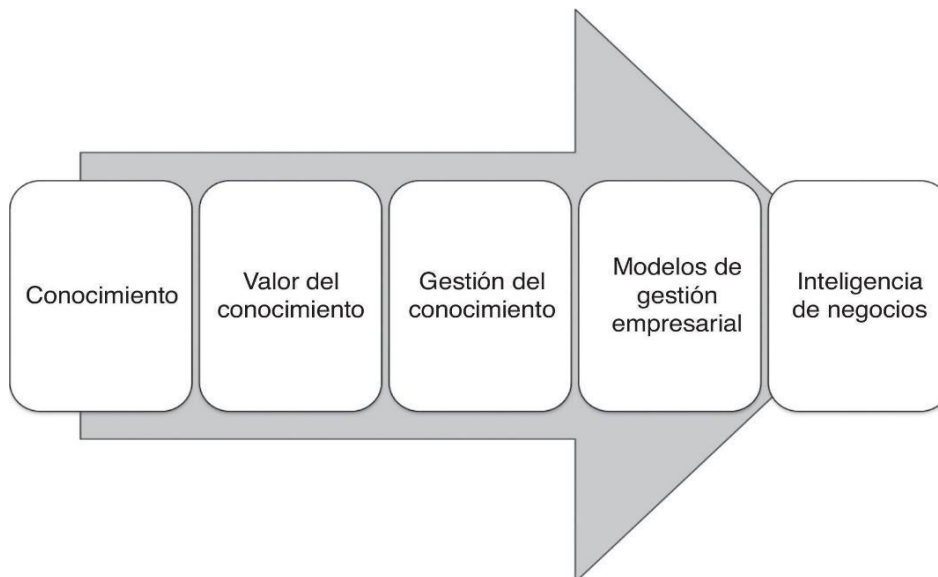 Conocimiento
Valor del
conocimiento
Gestión del
conocimiento
Modelos de
gestión
empresarial
Inteligencia
de negocios